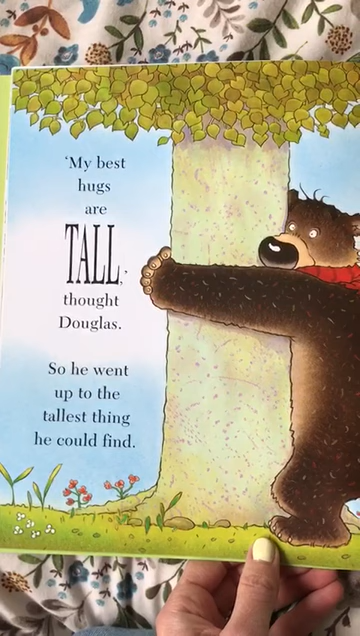 ‘My best
hugs
are
TALL,’
thought
Douglas.
So he went
up to the
tallest thing
he could find.